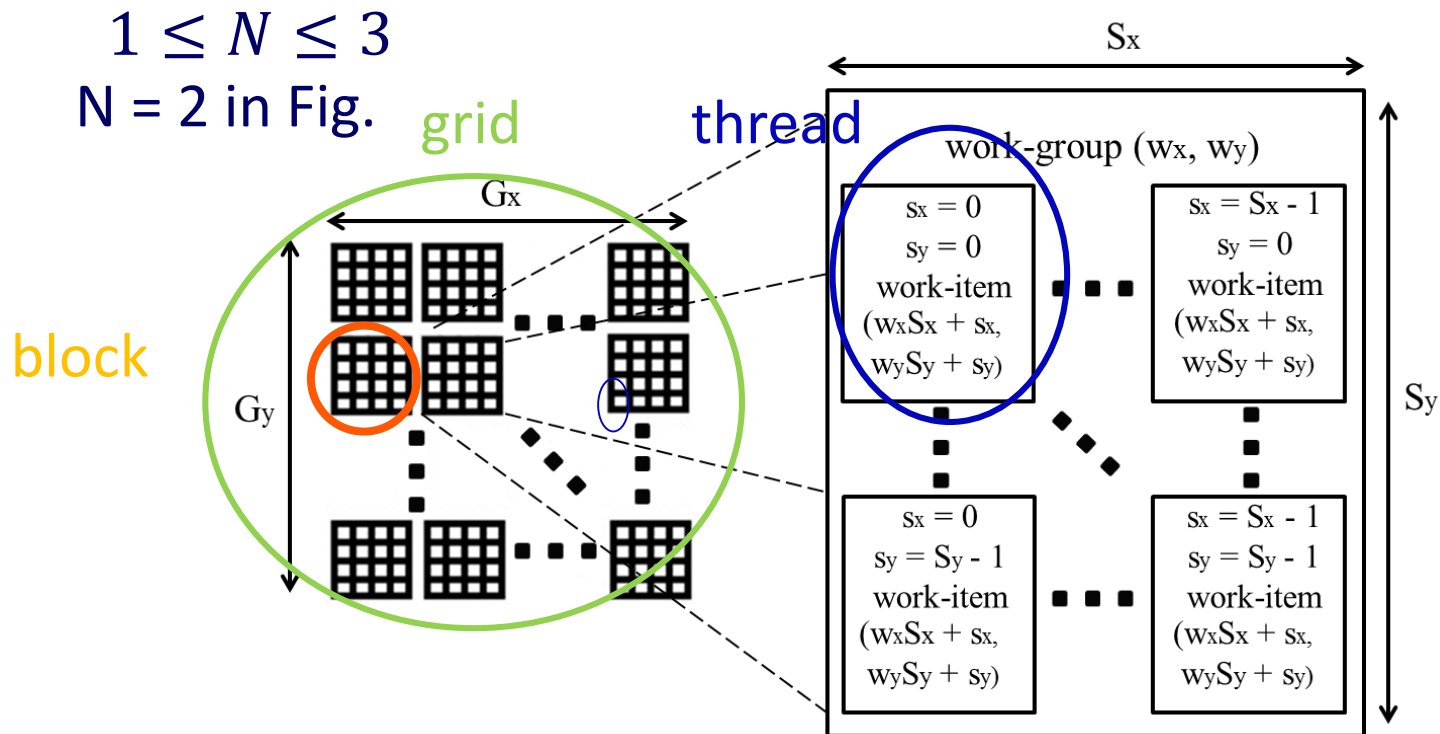 1 ≤ N ≤ 3
N = 2 in Fig.
grid
thread
block
Gx
Gy
Sx
Sy
work-group (wx, wy)
sx = 0
sy = 0
work-item
(wxSx + sx,
wySy + sy)
sx = Sx - 1
sy = 0
work-item
(wxSx + sx,
wySy + sy)
sx = 0
sy = Sy - 1
work-item
(wxSx + sx,
wySy + sy)
sx = Sx - 1
sy = Sy - 1
work-item
(wxSx + sx,
wySy + sy)